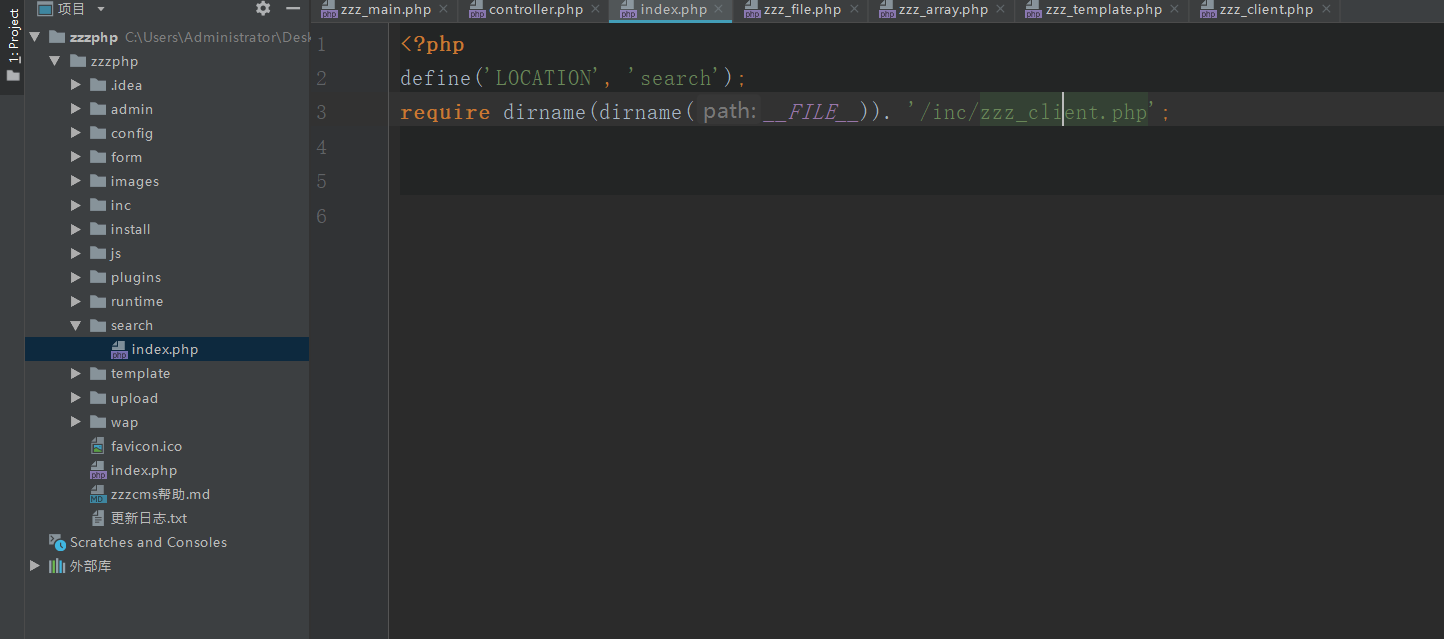 1: Project
项目
zzzphp C:\Users\Administrator\Desk
zzzphp
.idea
admin
config
form
images
inc
install
js
plugins
runtime
search
index.php
template
upload
wap
favicon.ico
index.php
zzzcms帮助.md
更新日志.txt
Scratches and Consoles
外部库
zzz_main.php controller.php index.php zzz_file.php zzz_array.php zzz_template.php zzz_client.php
1 <?php
2 define('LOCATION', 'search');
3 require dirname(dirname( path: __FILE__)). '/inc/zzz_client.php';
4
5
6